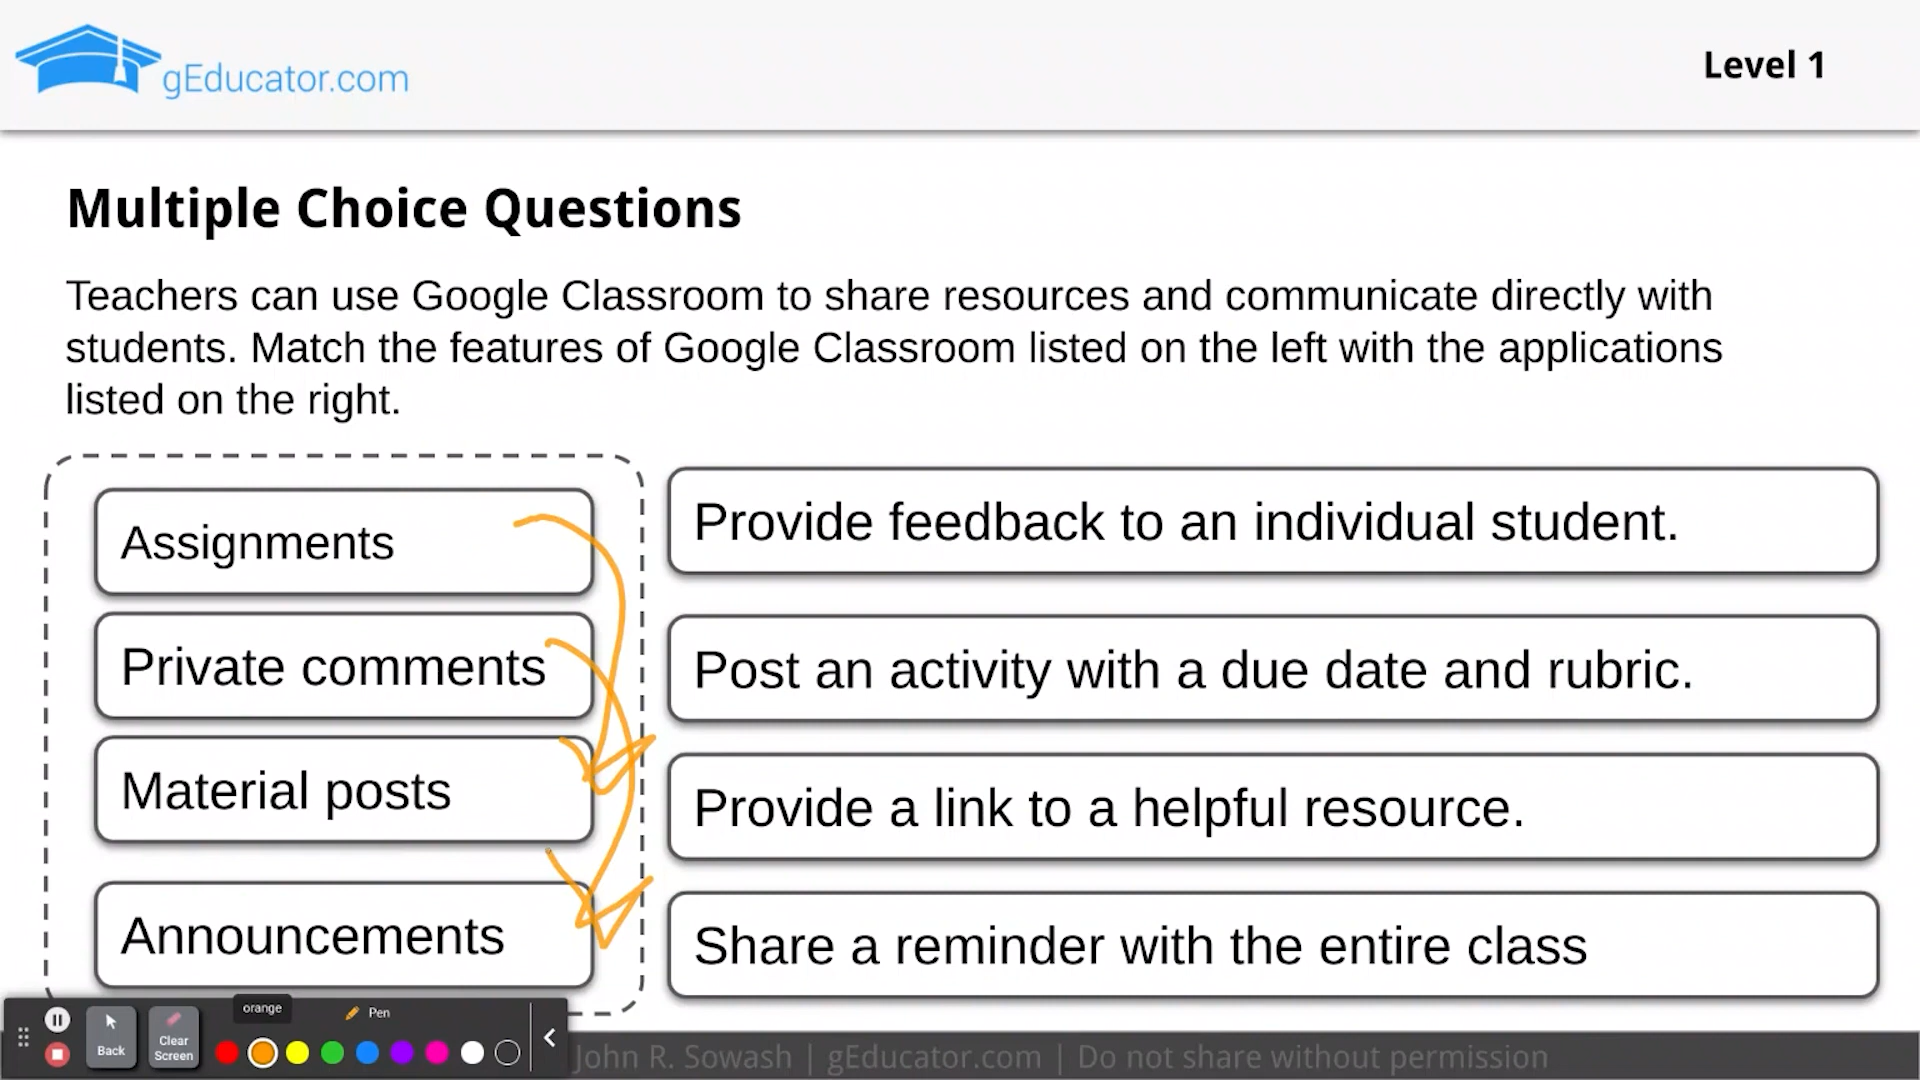 gEducator.com
Level 1
Multiple Choice Questions
Teachers can use Google Classroom to share resources and communicate directly with
students. Match the features of Google Classroom listed on the left with the applications
listed on the right.
Assignments
Private comments
Material posts
Announcements
Provide feedback to an individual student.
Post an activity with a due date and rubric.
Provide a link to a helpful resource.
Share a reminder with the entire class
orange
Pen
Back
Clear
Screen
John R. Sowash | gEducator.com | Do not share without permission